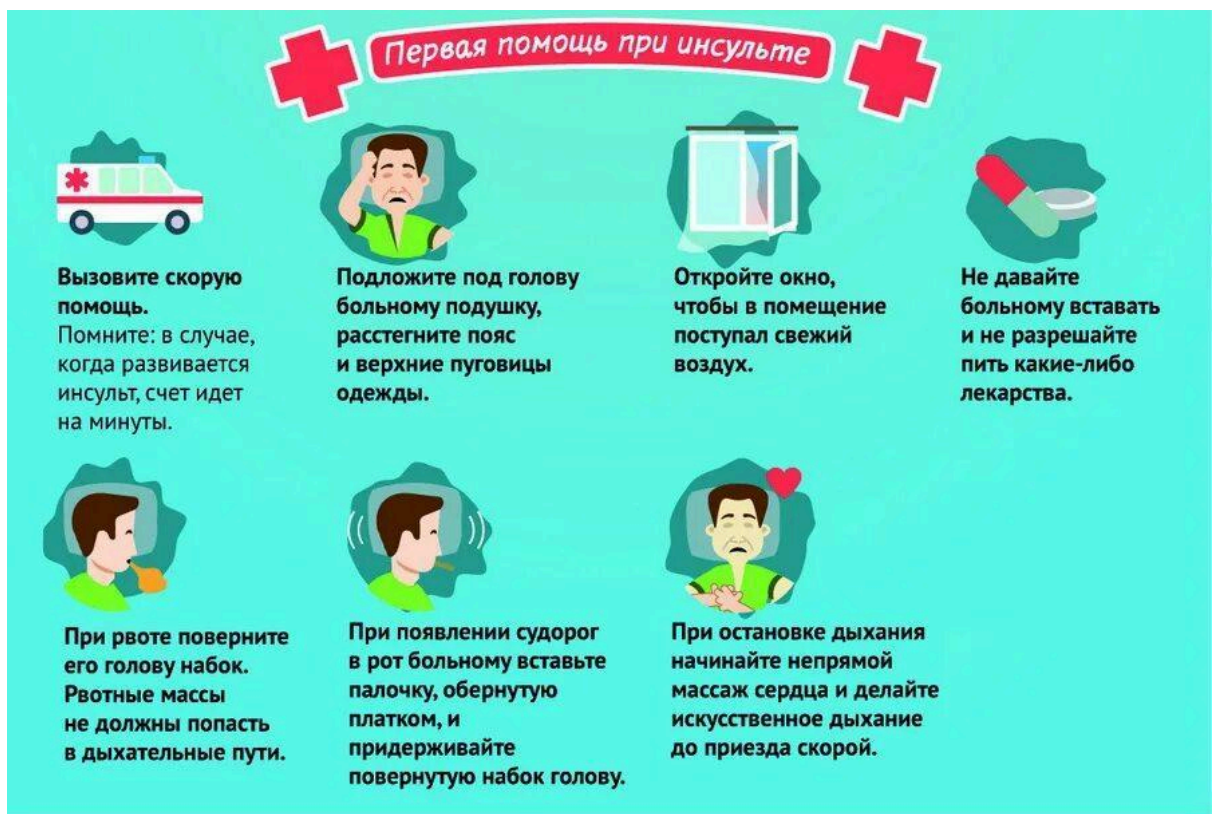 Первая помощь при инсульте
Вызовите скорую
помощь.
Помните: в случае,
когда развивается
инсульт, счет идет
на минуты.
Подложите под голову
больному подушку,
расстегните пояс
и верхние пуговицы
одежды.
Откройте окно,
чтобы в помещение
поступал свежий
воздух.
Не давайте
больному вставать
и не разрешайте
пить какие-либо
лекарства.
При рвоте поверните
его голову набок.
Рвотные массы
не должны попасть
в дыхательные пути.
При появлении судорог
в рот больному вставьте
палочку, обернутую
платком, и
придерживайте
повернутую набок голову.
При остановке дыхания
начинайте непрямой
массаж сердца и делайте
искусственное дыхание
до приезда скорой.